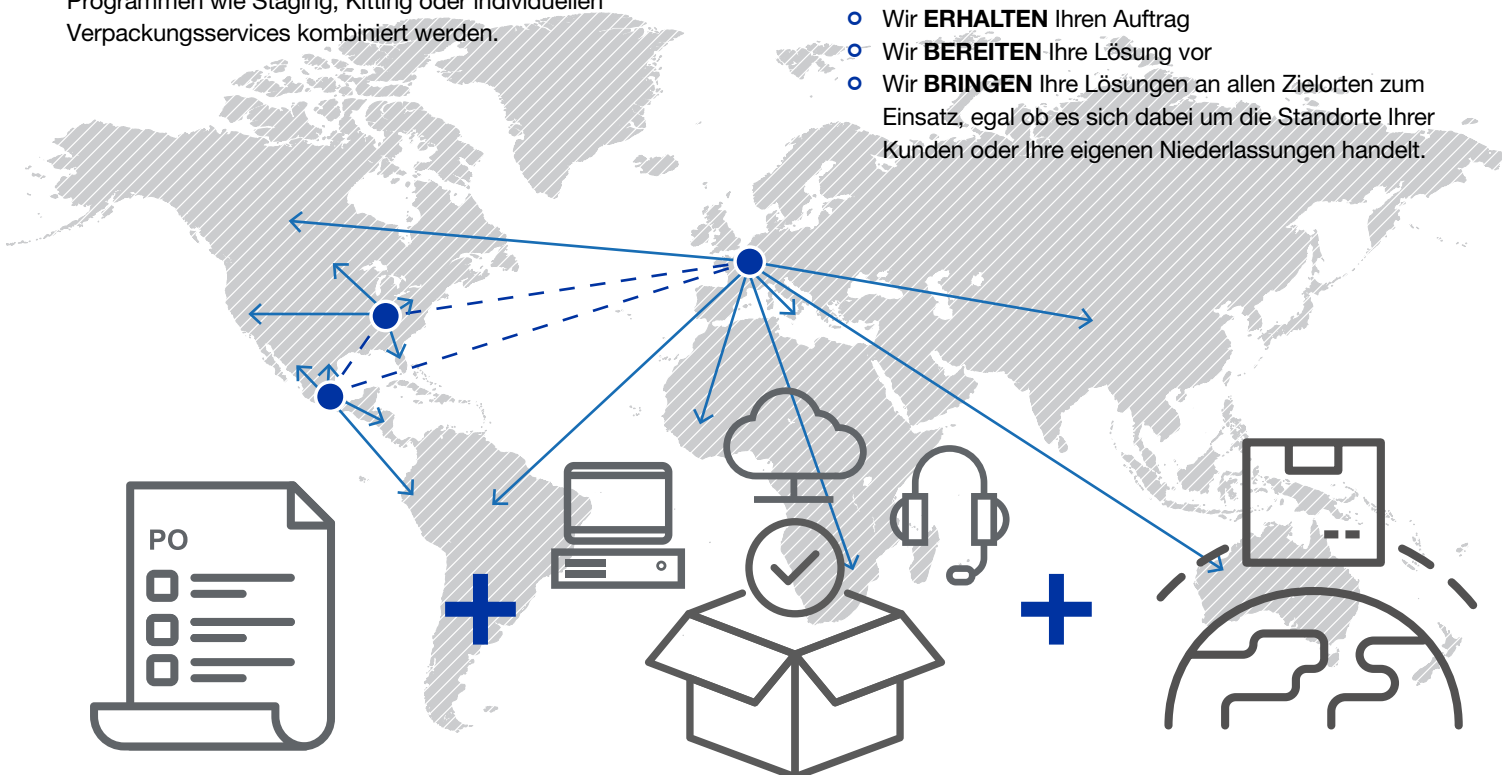 Programmen wie Staging, Kitting oder individuellen
Verpackungsservices kombiniert werden.
Wir ERHALTEN Ihren Auftrag
Wir BEREITEN Ihre Lösung vor
Wir BRINGEN Ihre Lösungen an allen Zielorten zum
Einsatz, egal ob es sich dabei um die Standorte Ihrer
Kunden oder Ihre eigenen Niederlassungen handelt.
PO